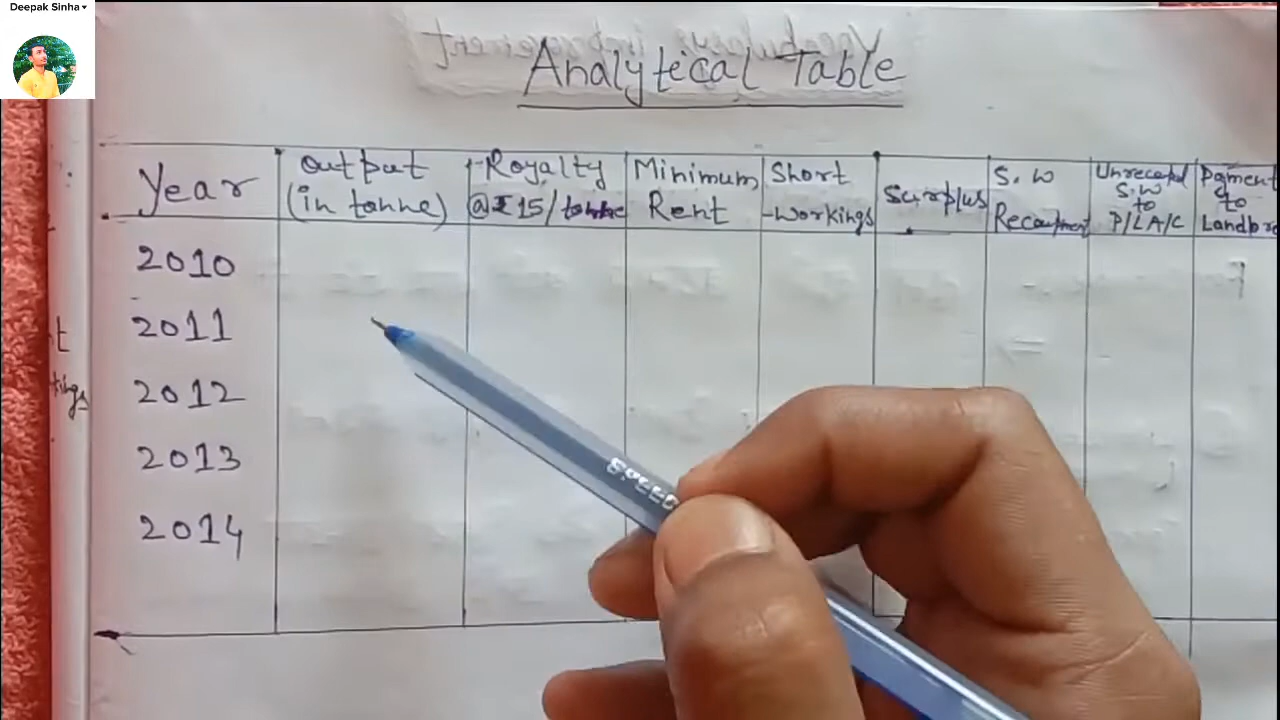 Deepak Sinha
Analytical Table
Year
Output
(in tonne)
Royalty
@ ₹ 15/tonne
Minimum
Rent
Short
-Workings
Surplus
S. W
Recoupment
Unrecouped
S.W
to
P/L A/C
Payment
to
Landlord
2010
2011
2012
2013
2014